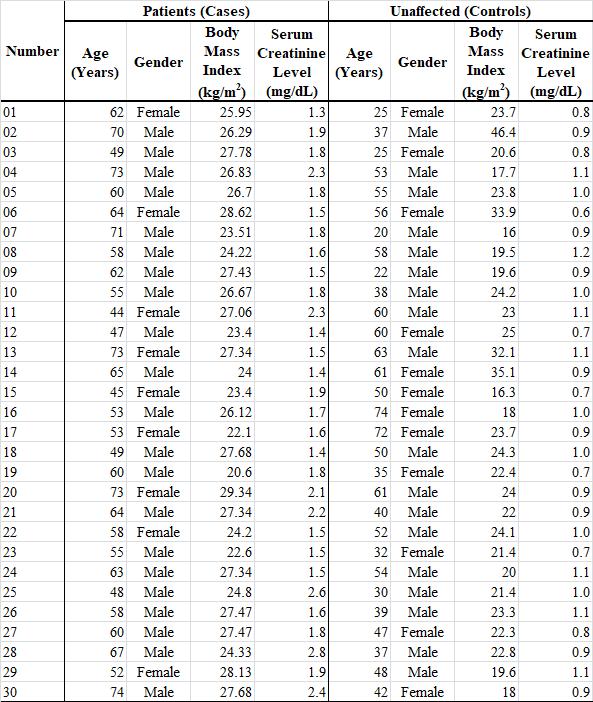 Patients (Cases) Unaffected (Controls)
Number Age (Years) Gender Body Mass Index (kg/m²) Serum Creatinine Level (mg/dL) Age (Years) Gender Body Mass Index (kg/m²) Serum Creatinine Level (mg/dL)
01 62 Female 25.95 1.3 25 Female 23.7 0.8
02 70 Male 26.29 1.9 37 Male 46.4 0.9
03 49 Male 27.78 1.8 25 Female 20.6 0.8
04 73 Male 26.83 2.3 53 Male 17.7 1.1
05 60 Male 26.7 1.8 55 Male 23.8 1.0
06 64 Female 28.62 1.5 56 Female 33.9 0.6
07 71 Male 23.51 1.8 20 Male 16 0.9
08 58 Male 24.22 1.6 58 Male 19.5 1.2
09 62 Male 27.43 1.5 22 Male 19.6 0.9
10 55 Male 26.67 1.8 38 Male 24.2 1.0
11 44 Female 27.06 2.3 60 Male 23 1.1
12 47 Male 23.4 1.4 60 Female 25 0.7
13 73 Female 27.34 1.5 63 Male 32.1 1.1
14 65 Male 24 1.4 61 Female 35.1 0.9
15 45 Female 23.4 1.9 50 Female 16.3 0.7
16 53 Male 26.12 1.7 74 Female 18 1.0
17 53 Female 22.1 1.6 72 Female 23.7 0.9
18 49 Male 27.68 1.4 50 Male 24.3 1.0
19 60 Male 20.6 1.8 35 Female 22.4 0.7
20 73 Female 29.34 2.1 61 Male 24 0.9
21 64 Male 27.34 2.2 40 Male 22 0.9
22 58 Female 24.2 1.5 52 Male 24.1 1.0
23 55 Male 22.6 1.5 32 Female 21.4 0.7
24 63 Male 27.34 1.5 54 Male 20 1.1
25 48 Male 24.8 2.6 30 Male 21.4 1.0
26 58 Male 27.47 1.6 39 Male 23.3 1.1
27 60 Male 27.47 1.8 47 Female 22.3 0.8
28 67 Male 24.33 2.8 37 Male 22.8 0.9
29 52 Female 28.13 1.9 48 Male 19.6 1.1
30 74 Male 27.68 2.4 42 Female 18 0.9